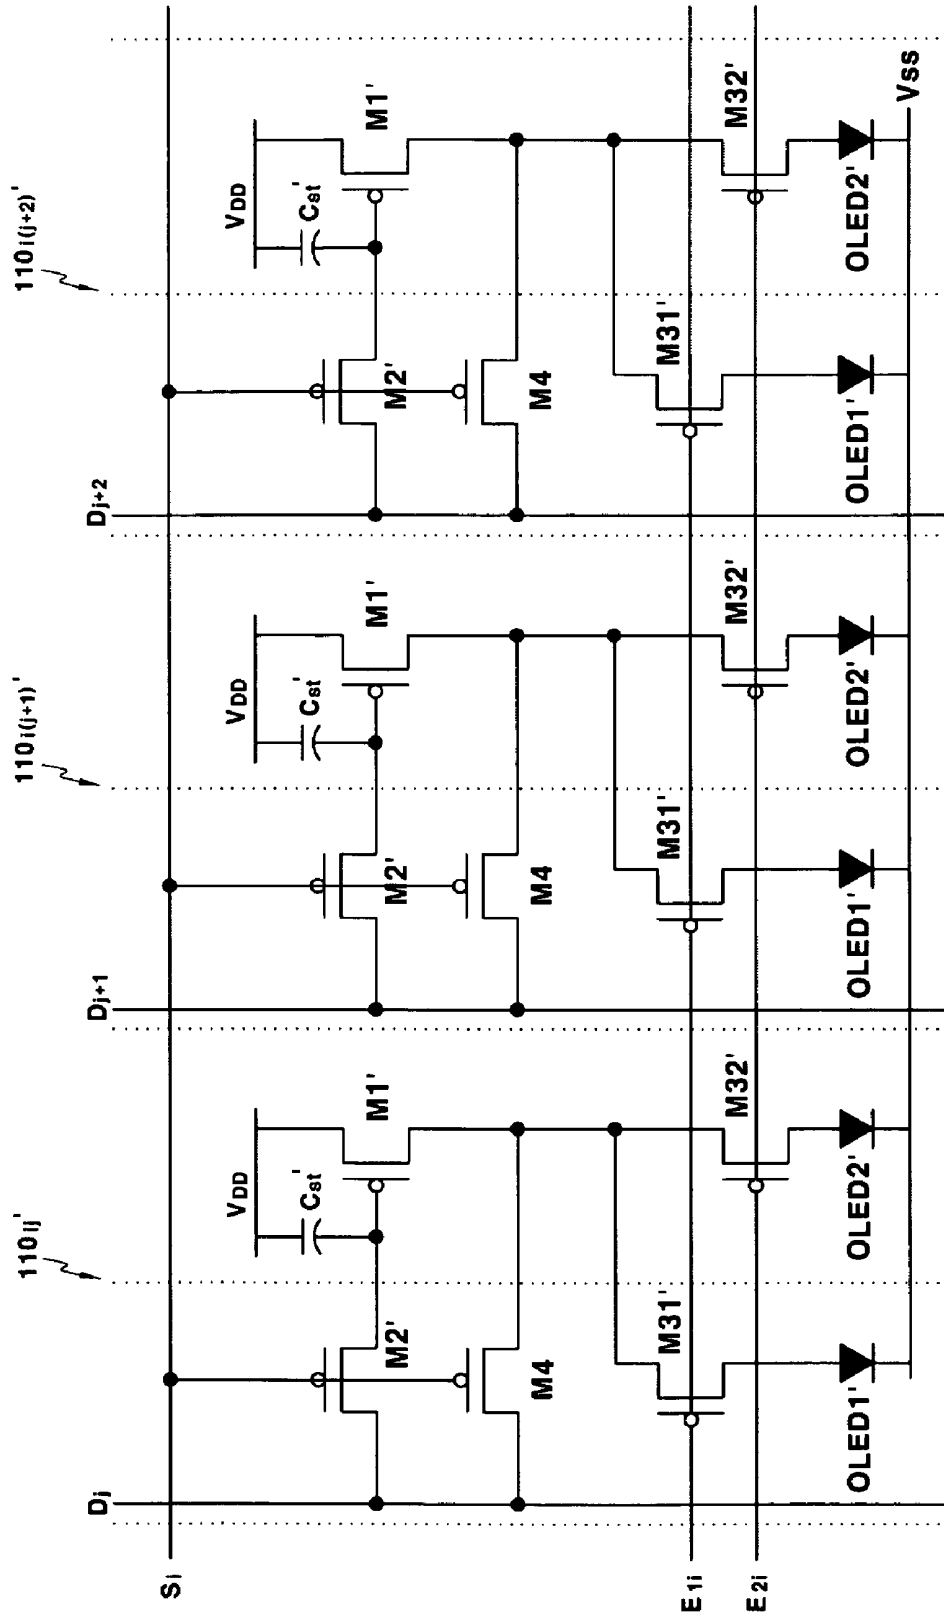 110ij' 110i(j+1)' 110i(j+2)'
Dj Dj+1 Dj+2
Si
VDD VDD VDD
Cst' Cst' Cst'
M1' M1' M1'
M2' M2' M2'
M4 M4 M4
M31' M31' M31'
E1i
M32' M32' M32'
E2i
OLED1' OLED2' OLED1' OLED2' OLED1' OLED2'
Vss